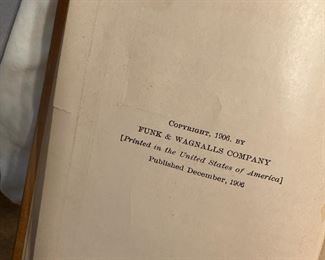 Copyright, 1906, by
FUNK & WAGNALLS COMPANY
[Printed in the United States of America]
Published December, 1906